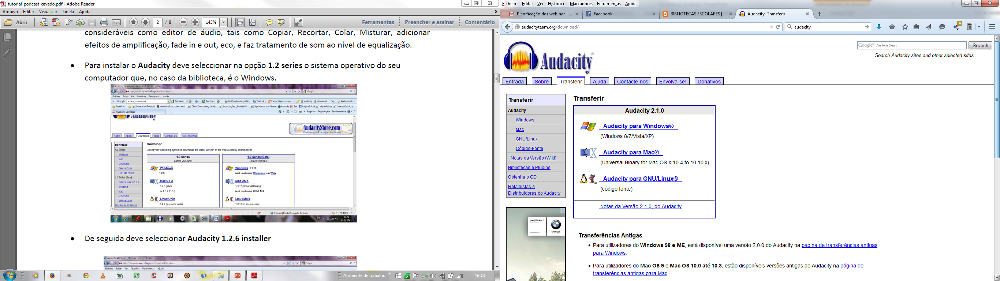 tutorial_podcast_cavado.pdf - Adobe Reader
Arquivo Editar Visualizar Janela Ajuda
Abrir 2 / 8 143% Ferramentas Preencher e assinar Comentário
consideráveis como editor de áudio, tais como Copiar, Recortar, Colar, Misturar, adicionar
efeitos de amplificação, fade in e out, eco, e faz tratamento de som ao nível de equalização.
• Para instalar o Audacity deve seleccionar na opção 1.2 series o sistema operativo do seu
computador que, no caso da biblioteca, é o Windows.
Audacity: Download - Windows Internet Explorer
http://audacity.sourceforge.net/download/
Google
Ficheiro Editar Ver Favoritos Ferramentas Ajuda
Google audacity download
Audacity: Download
Audacity
AudacityStore.com
Home About Download Help Contact Us Get Involved
Download
1.2 Series
Windows
Mac
Linux/Unix
Source Code
Release Notes
1.3 Series (Beta)
New Features in 1.3
Windows
Mac
Linux/Unix
Source Code
Plug-Ins and Libraries
Download
Select your operating system to download the latest version of the free Audacity sound editor.
1.2 Series
Latest versions:
Windows
1.2.6
Mac OS X
1.2.5 (Intel)
or 1.2.6 (PPC)
Linux/Unix
1.2.6 (in source code)
1.3 Series (Beta)
Latest versions:
Windows 1.3.12
best version for Windows 7 and Vista
Mac OS X
1.3.12 (Universal Binary)
best version for OS X 10.6
Linux/Unix
1.3.12 (in source code)
Internet | Modo Protegido: Activado 100%
12:26
02-02-2011
• De seguida deve seleccionar Audacity 1.2.6 installer
Audacity: Windows - Windows Internet Explorer
http://audacity.sourceforge.net/download/windows
Google
Ficheiro Editar Ver Favoritos Ferramentas Ajuda
Ambiente de trabalho 16:43
Ficheiro Editar Ver Histórico Marcadores Ferramentas Ajuda
Planificação dos webinar - ... Facebook BIBLIOTECAS ESCOLARES |... Audacity: Transferir
audacityteam.org/download/ audacity 4
Audacity®
Google™ Custom Search Search
Search Audacity sites and other selected sites.
Entrada Sobre Transferir Ajuda Contacte-nos Envolva-se! Donativos
Transferir
Audacity
Windows
Mac
GNU/Linux
Código-Fonte
Notas da Versão (Wiki)
Bibliotecas e Plugins
Obtenha o CD
Retalhistas e
Distribuidores do Audacity
Transferir
Audacity 2.1.0
Audacity para Windows®
(Windows 8/7/Vista/XP)
Audacity para Mac®
(Universal Binary for Mac OS X 10.4 to 10.10.x)
Audacity para GNU/Linux®
(código fonte)
Notas da Versão 2.1.0, do Audacity
Transferências Antigas
• Para utilizadores do Windows 98 e ME, está disponível uma versão 2.0.0 do Audacity na página de transferências antigas
para Windows.
• Para utilizadores do Mac OS 9 e Mac OS 10.0 até 10.3, estão disponíveis versões antigas do Audacity na página de
transferências antigas para Mac.